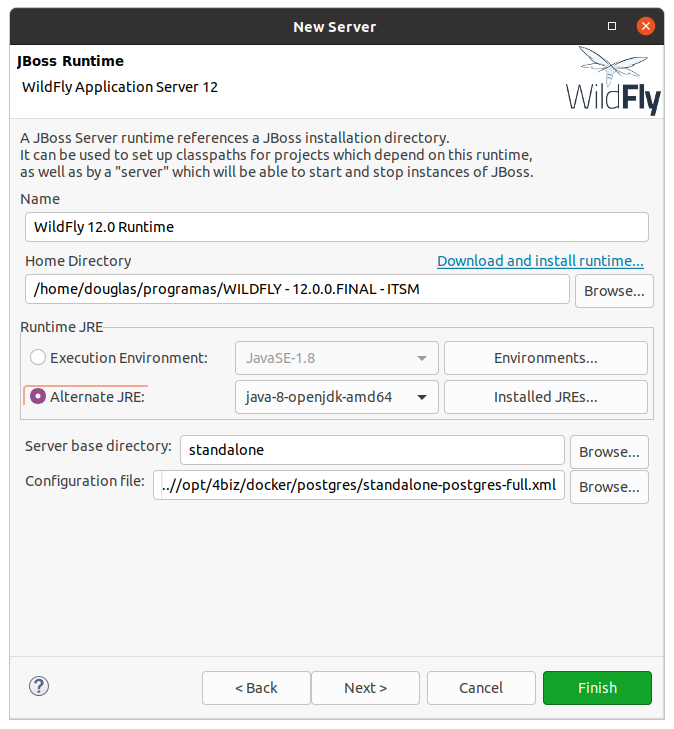 New Server
JBoss Runtime
WildFly Application Server 12
WildFly
A JBoss Server runtime references a JBoss installation directory.
It can be used to set up classpaths for projects which depend on this runtime,
as well as by a "server" which will be able to start and stop instances of JBoss.
Name
WildFly 12.0 Runtime
Home Directory
Download and install runtime...
/home/douglas/programas/WILDFLY - 12.0.0.FINAL - ITSM
Browse...
Runtime JRE
Execution Environment:
JavaSE-1.8
Environments...
Alternate JRE:
java-8-openjdk-amd64
Installed JREs...
Server base directory:
standalone
Browse...
Configuration file:
..//opt/4biz/docker/postgres/standalone-postgres-full.xml
Browse...
?
< Back
Next >
Cancel
Finish